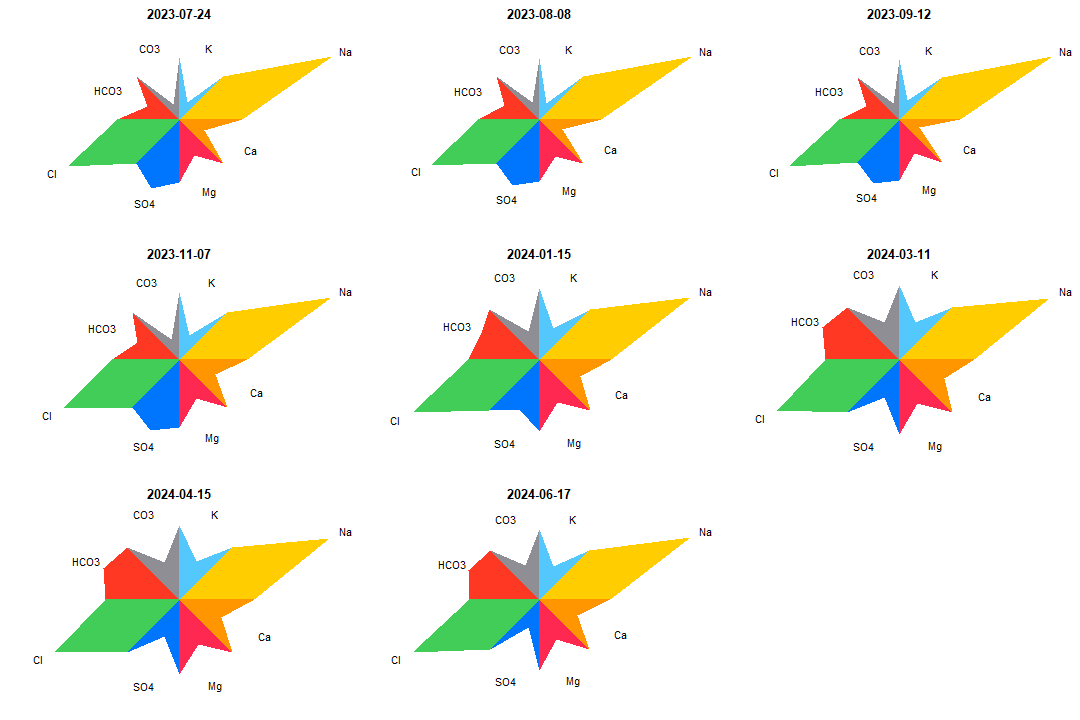 2023-07-24
CO3 K
Na
HCO3
Ca
Cl
Mg
SO4
2023-08-08
CO3 K
Na
HCO3
Ca
Cl
Mg
SO4
2023-09-12
CO3 K
Na
HCO3
Ca
Cl
Mg
SO4
2023-11-07
CO3 K
Na
HCO3
Ca
Cl
Mg
SO4
2024-01-15
CO3 K
Na
HCO3
Ca
Cl
SO4 Mg
2024-03-11
CO3 K
Na
HCO3
Ca
Cl
SO4 Mg
2024-04-15
CO3 K
Na
HCO3
Ca
Cl
SO4 Mg
2024-06-17
CO3 K
Na
HCO3
Ca
Cl
SO4 Mg